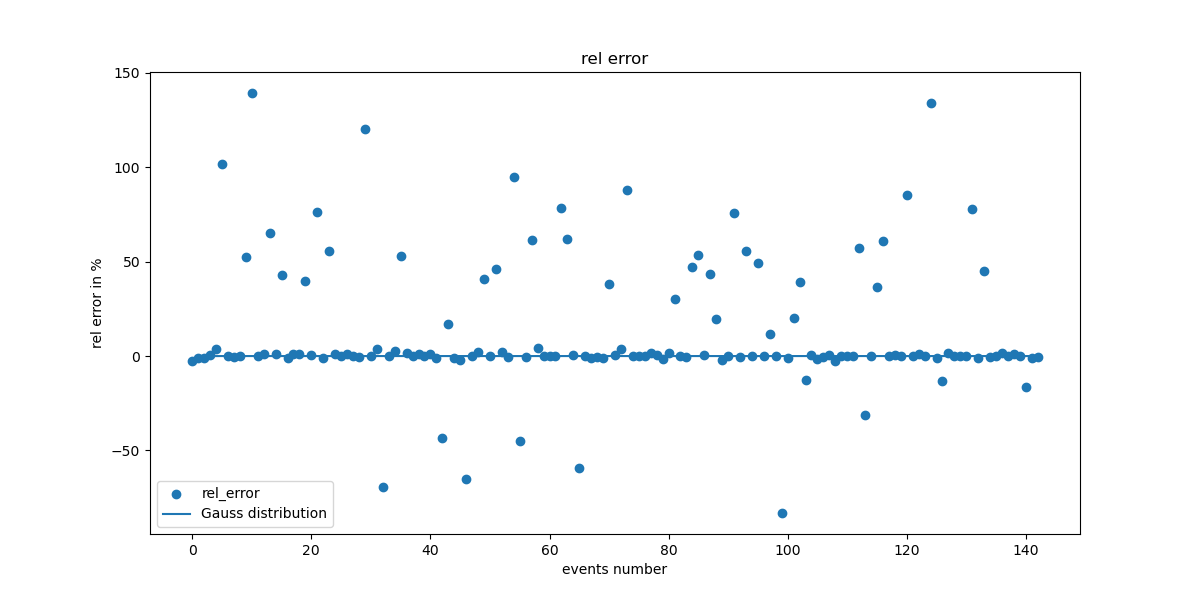 rel error
150
100
50
0
−50
rel error in %
rel_error
Gauss distribution
0 20 40 60 80 100 120 140
events number